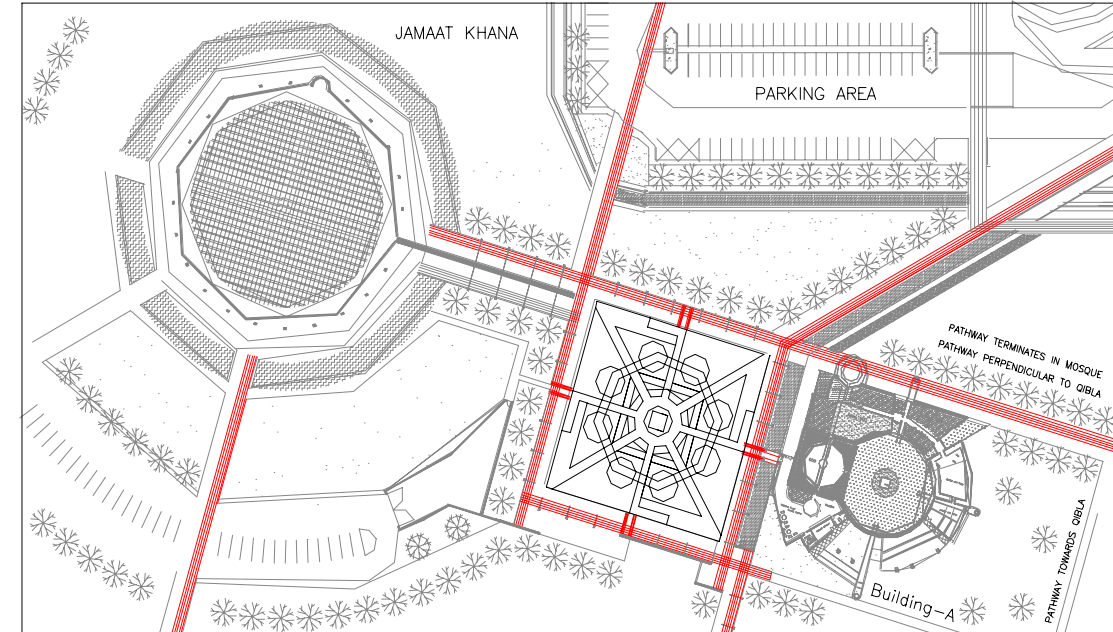 JAMAAT KHANA
PARKING AREA
PATHWAY TERMINATES IN MOSQUE
PATHWAY PERPENDICULAR TO QIBLA
PATHWAY TOWARDS QIBLA
Building-A